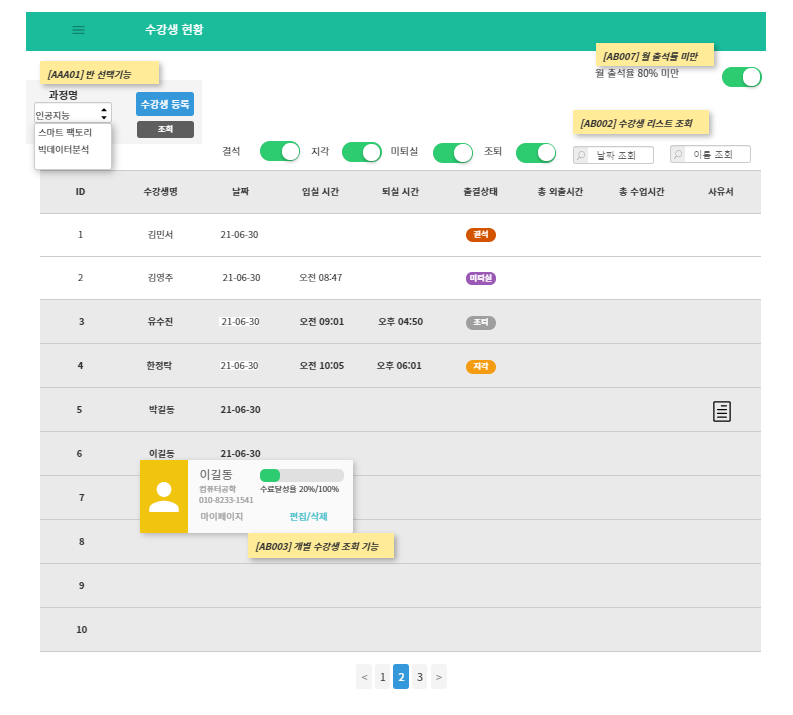 수강생 현황
[AAA01] 반 선택기능
[AB007] 월 출석률 미만
월 출석율 80% 미만
과정명
인공지능
스마트 팩토리
빅데이터분석
수강생 등록
조회
[AB002] 수강생 리스트 조회
결석 지각 미퇴실 조퇴 날짜 조회 이름 조회
ID 수강생명 날짜 입실 시간 퇴실 시간 출결상태 총 외출시간 총 수업시간 사유서
1 김민서 21-06-30 결석
2 김영주 21-06-30 오전 08:47 미퇴실
3 유수진 21-06-30 오전 09:01 오후 04:50 조퇴
4 한정탁 21-06-30 오전 10:05 오후 06:01 지각
5 박길동 21-06-30
6 이길동 21-06-30
이길동
컴퓨터공학 수료달성율 20%/100%
010-8233-1541
마이페이지 편집/삭제
7
[AB003] 개별 수강생 조회 가능
8
9
10
< 1 2 3 >